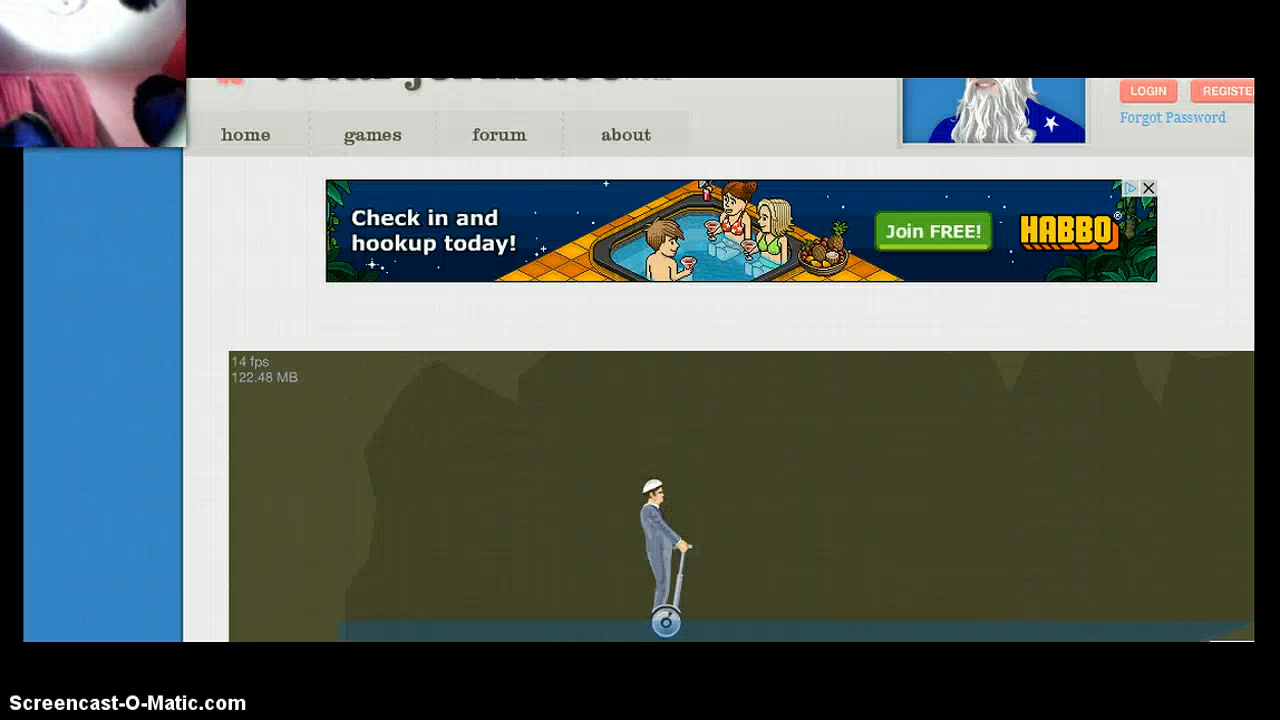 LOGIN
REGISTE
Forgot Password
home
games
forum
about
Check in and
hookup today!
Join FREE!
HABBO
14 fps
122.48 MB
Screencast-O-Matic.com